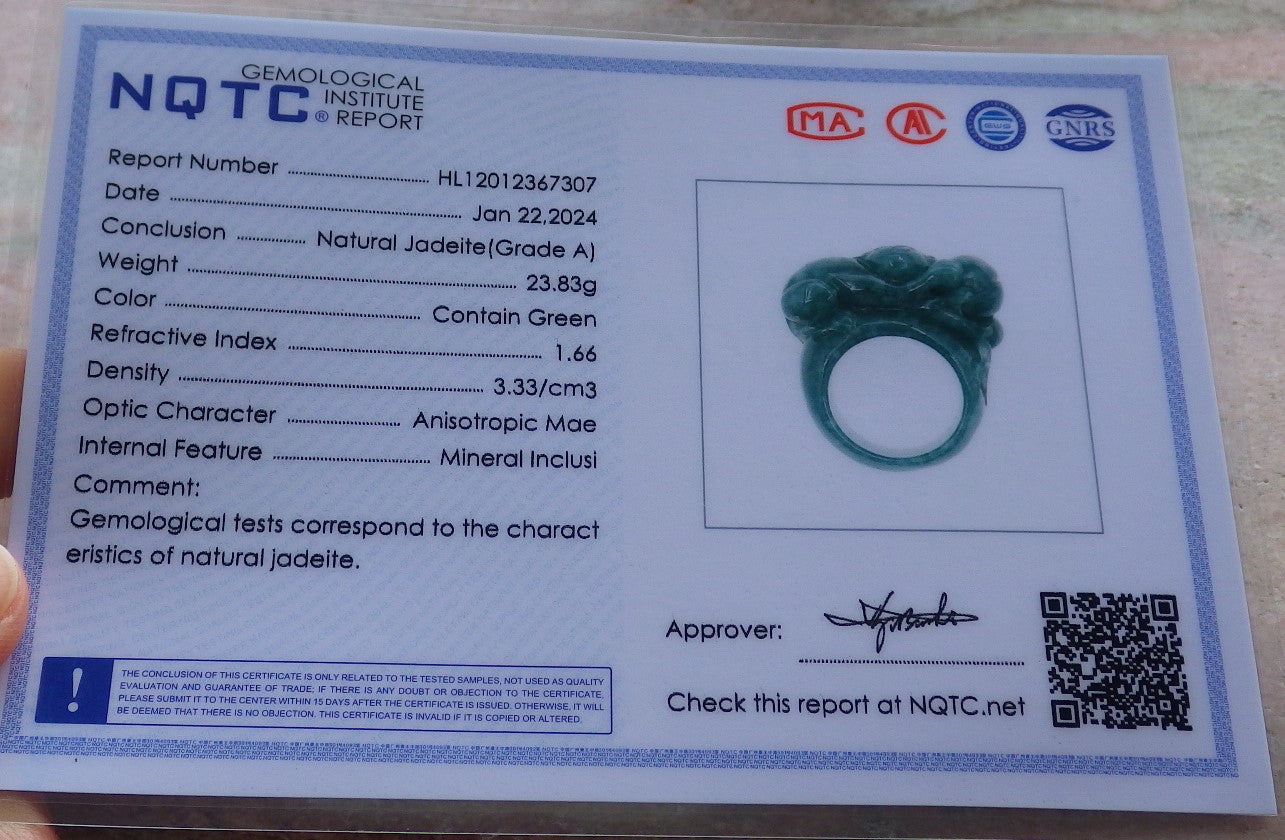 NQTC® GEMOLOGICAL
INSTITUTE
REPORT
MA
AL
CWG
GNRS
Report Number ........................ HL12012367307
Date ........................ Jan 22,2024
Conclusion ............ Natural Jadeite(Grade A)
Weight ........................ 23.83g
Color ........................ Contain Green
Refractive Index ........................ 1.66
Density ........................ 3.33/cm3
Optic Character ............ Anisotropic Mae
Internal Feature ............ Mineral Inclusi
Comment:
Gemological tests correspond to the charact
eristics of natural jadeite.
Approver:
Check this report at NQTC.net
! THE CONCLUSION OF THIS CERTIFICATE IS ONLY RELATED TO THE TESTED SAMPLES, NOT USED AS QUALITY
EVALUATION AND GUARANTEE OF TRADE; IF THERE IS ANY DOUBT OR OBJECTION TO THE CERTIFICATE,
PLEASE SUBMIT IT TO THE CENTER WITHIN 15 DAYS AFTER THE CERTIFICATE IS ISSUED. OTHERWISE, IT WILL
BE DEEMED THAT THERE IS NO OBJECTION. THIS CERTIFICATE IS INVALID IF IT IS COPIED OR ALTERED.